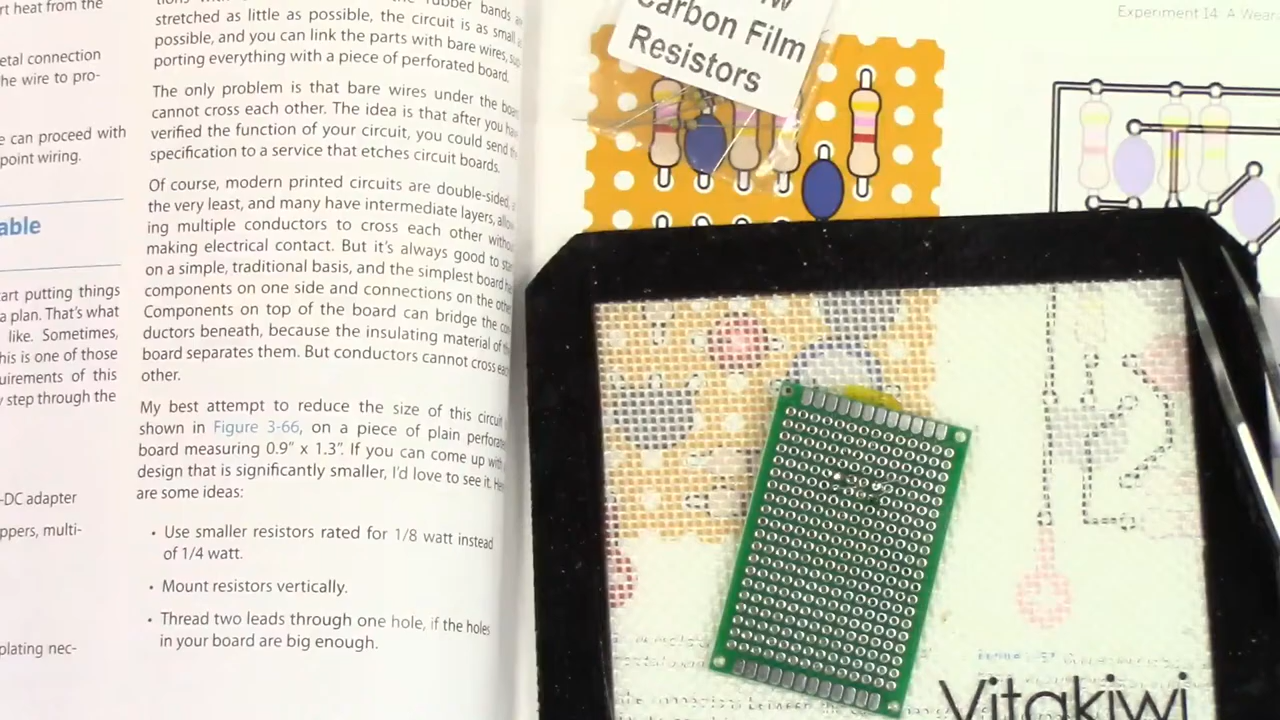 rt heat from the
etal connection
he wire to pro-
e can proceed with
point wiring.
able
art putting things
a plan. That's what
like. Sometimes,
his is one of those
uirements of this
y step through the
-DC adapter
ppers, multi-
plating nec-
rubber bands
stretched as little as possible, the circuit is as small
possible, and you can link the parts with bare wires,
porting everything with a piece of perforated board.
The only problem is that bare wires under the
cannot cross each other. The idea is that after you
verified the function of your circuit, you could send
specification to a service that etches circuit boards.
Of course, modern printed circuits are double-sided,
the very least, and many have intermediate layers,
ing multiple conductors to cross each other
making electrical contact. But it's always good to
on a simple, traditional basis, and the simplest board
components on one side and connections on the
Components on top of the board can bridge the
ductors beneath, because the insulating material of
board separates them. But conductors cannot cross
other.
My best attempt to reduce the size of this circuit
shown in Figure 3-66, on a piece of plain
board measuring 0.9" x 1.3". If you can come up
design that is significantly smaller, I'd love to see it.
are some ideas:
• Use smaller resistors rated for 1/8 watt instead
of 1/4 watt.
• Mount resistors vertically.
• Thread two leads through one hole, if the holes
in your board are big enough.
Carbon Film
Resistors
Experiment 14: A Wear
Vitakiwi